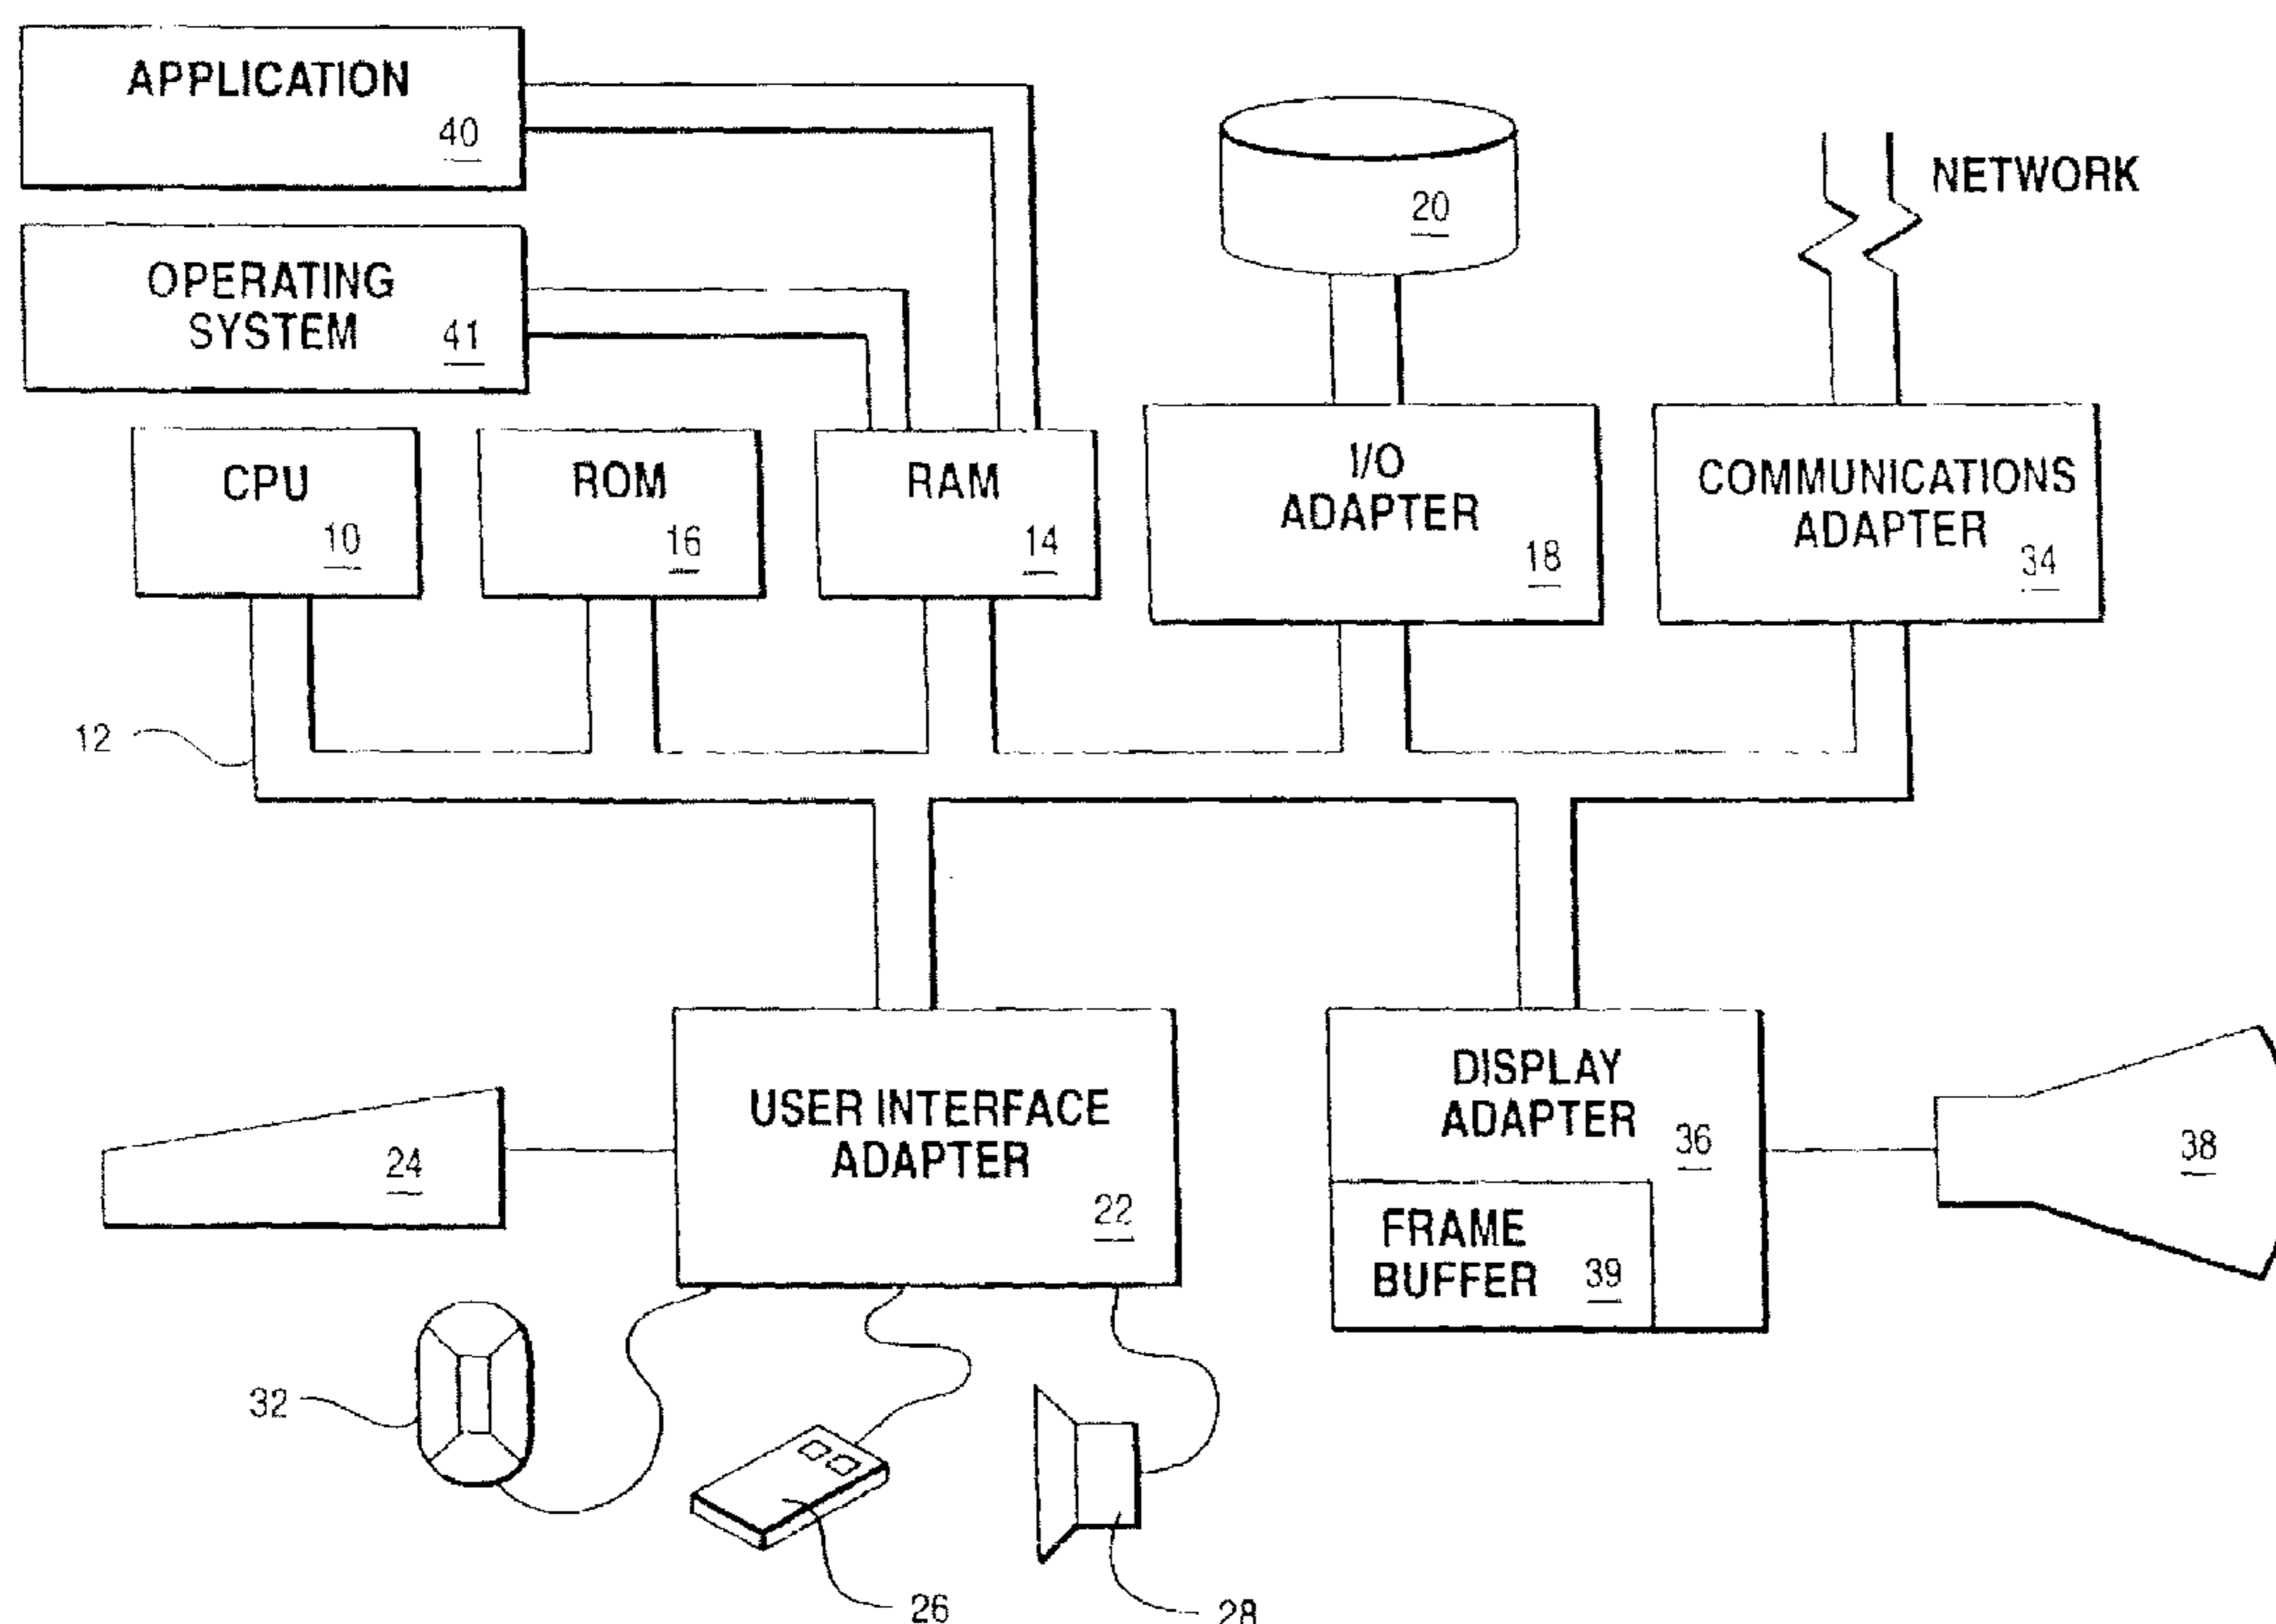 APPLICATION
40
OPERATING
SYSTEM
41
20
NETWORK
CPU
10
ROM
16
RAM
14
I/O
ADAPTER
18
COMMUNICATIONS
ADAPTER
34
12
USER INTERFACE
ADAPTER
22
24
DISPLAY
ADAPTER
36
FRAME
BUFFER
39
38
32
26
28